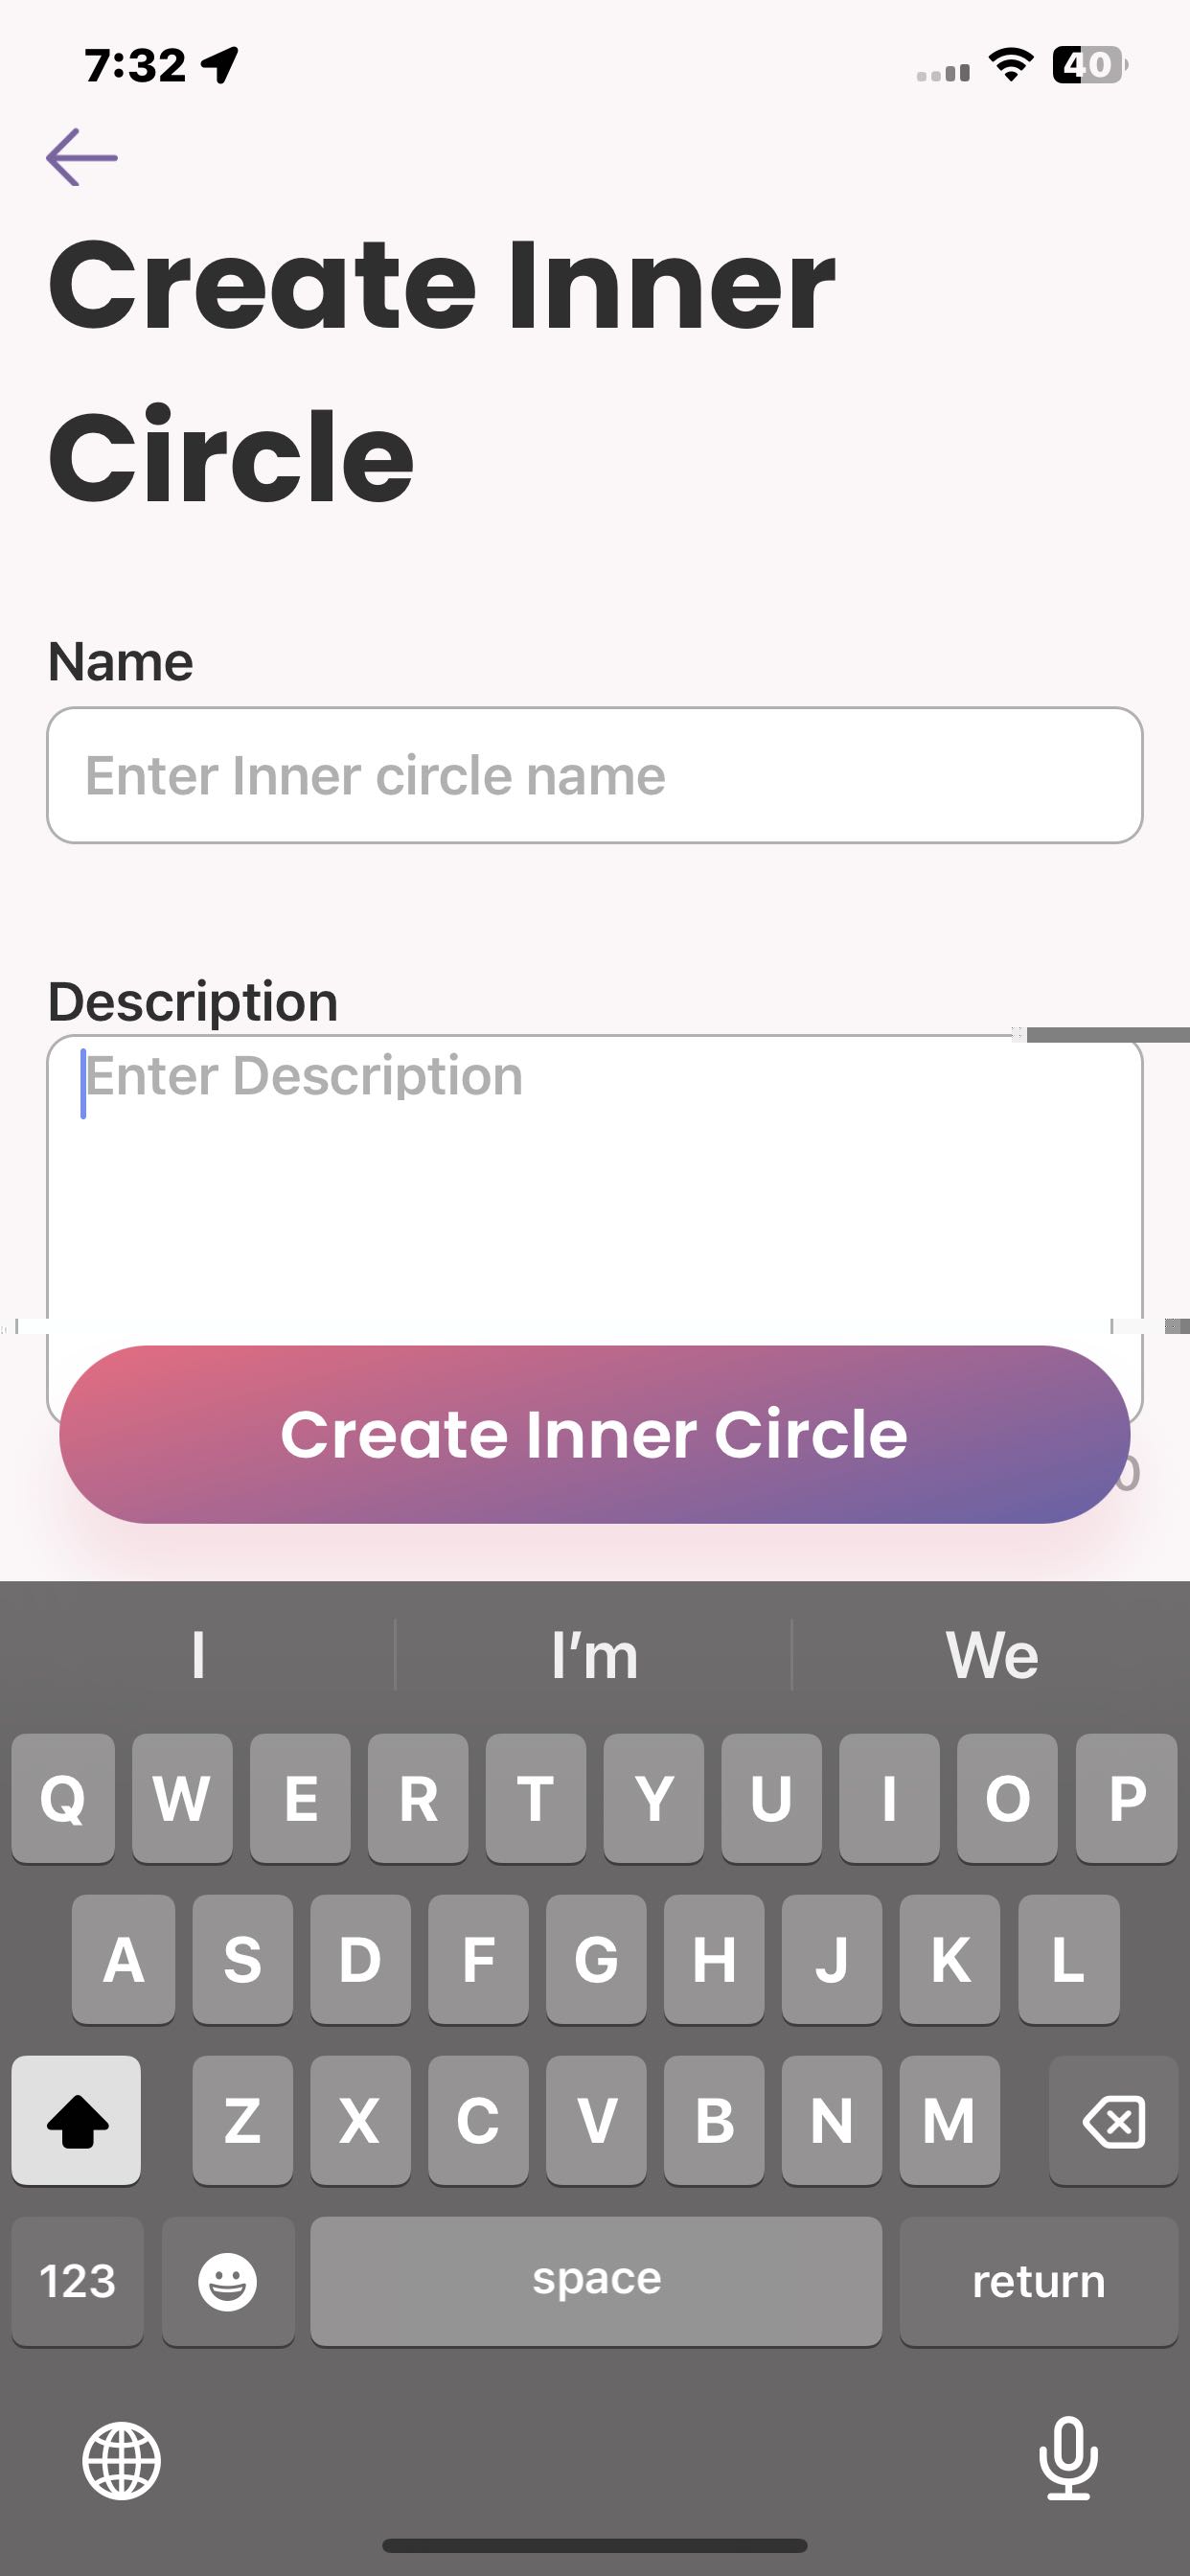 7:32
40
Create Inner
Circle
Name
Enter Inner circle name
Description
Enter Description
Create Inner Circle
0
I
I’m
We
Q W E R T Y U I O P
A S D F G H J K L
Z X C V B N M
123
space
return